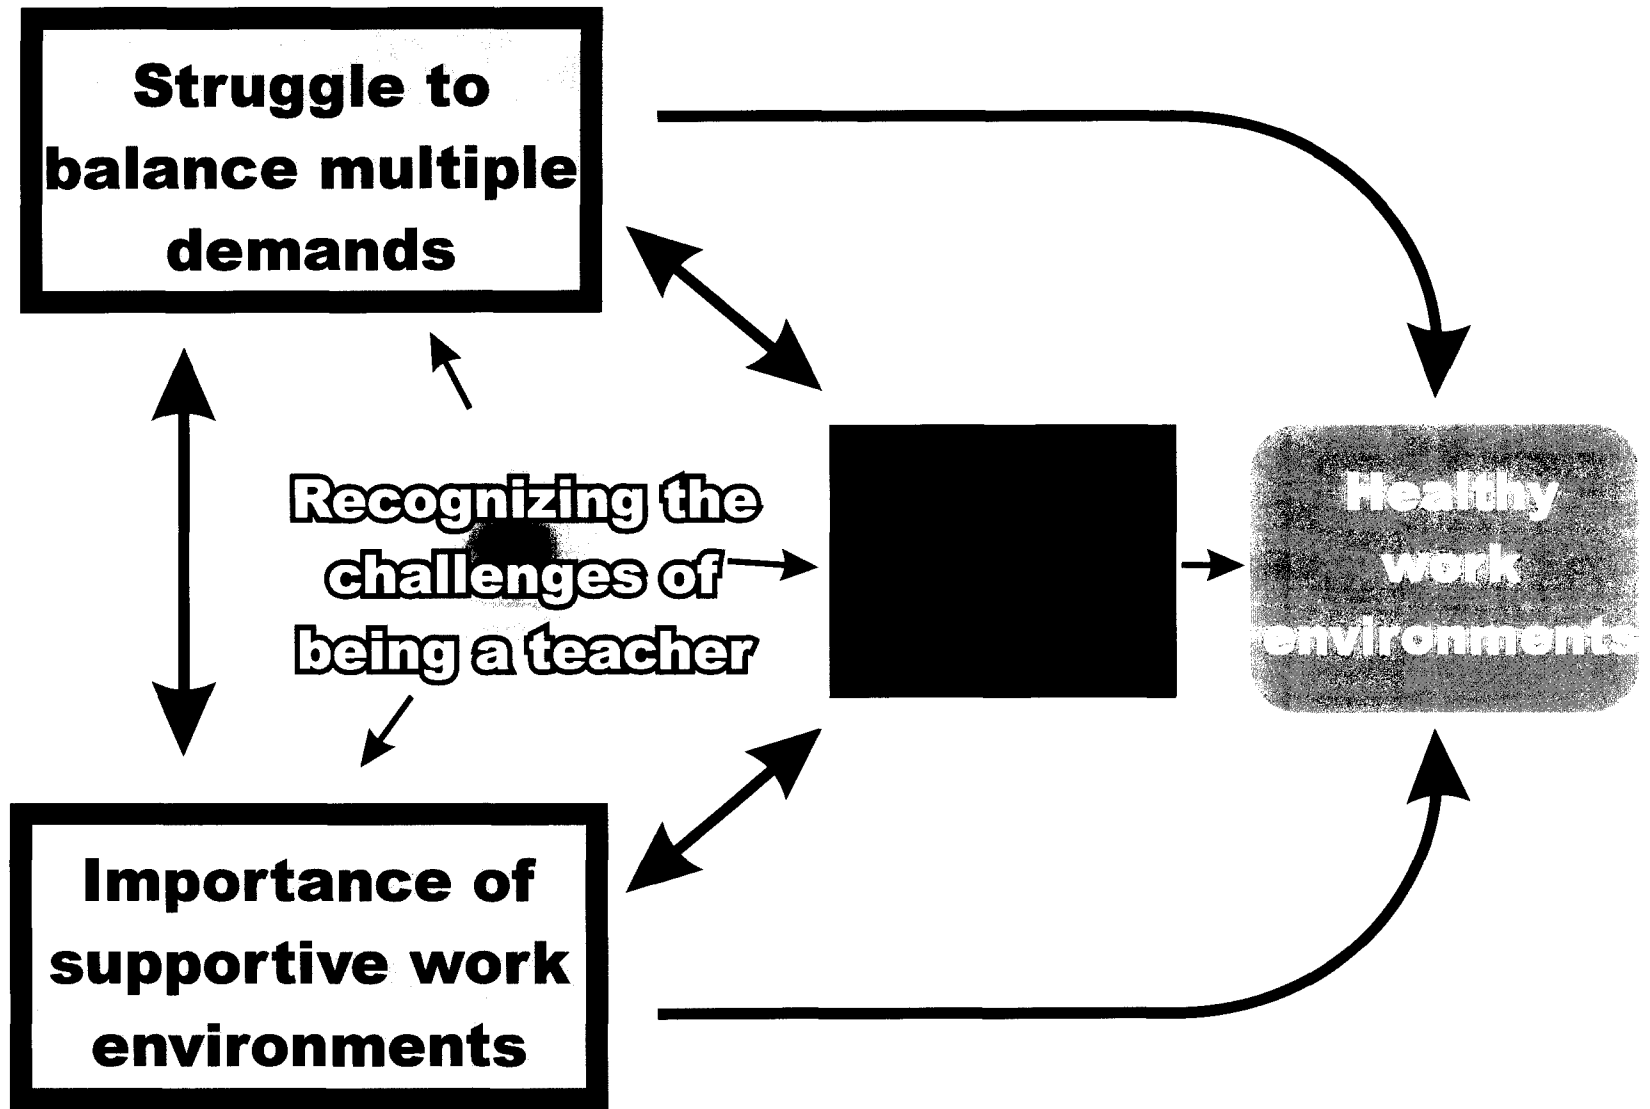 Struggle to
balance multiple
demands
Recognizing the
challenges of
being a teacher
Healthy
work
environments
Importance of
supportive work
environments